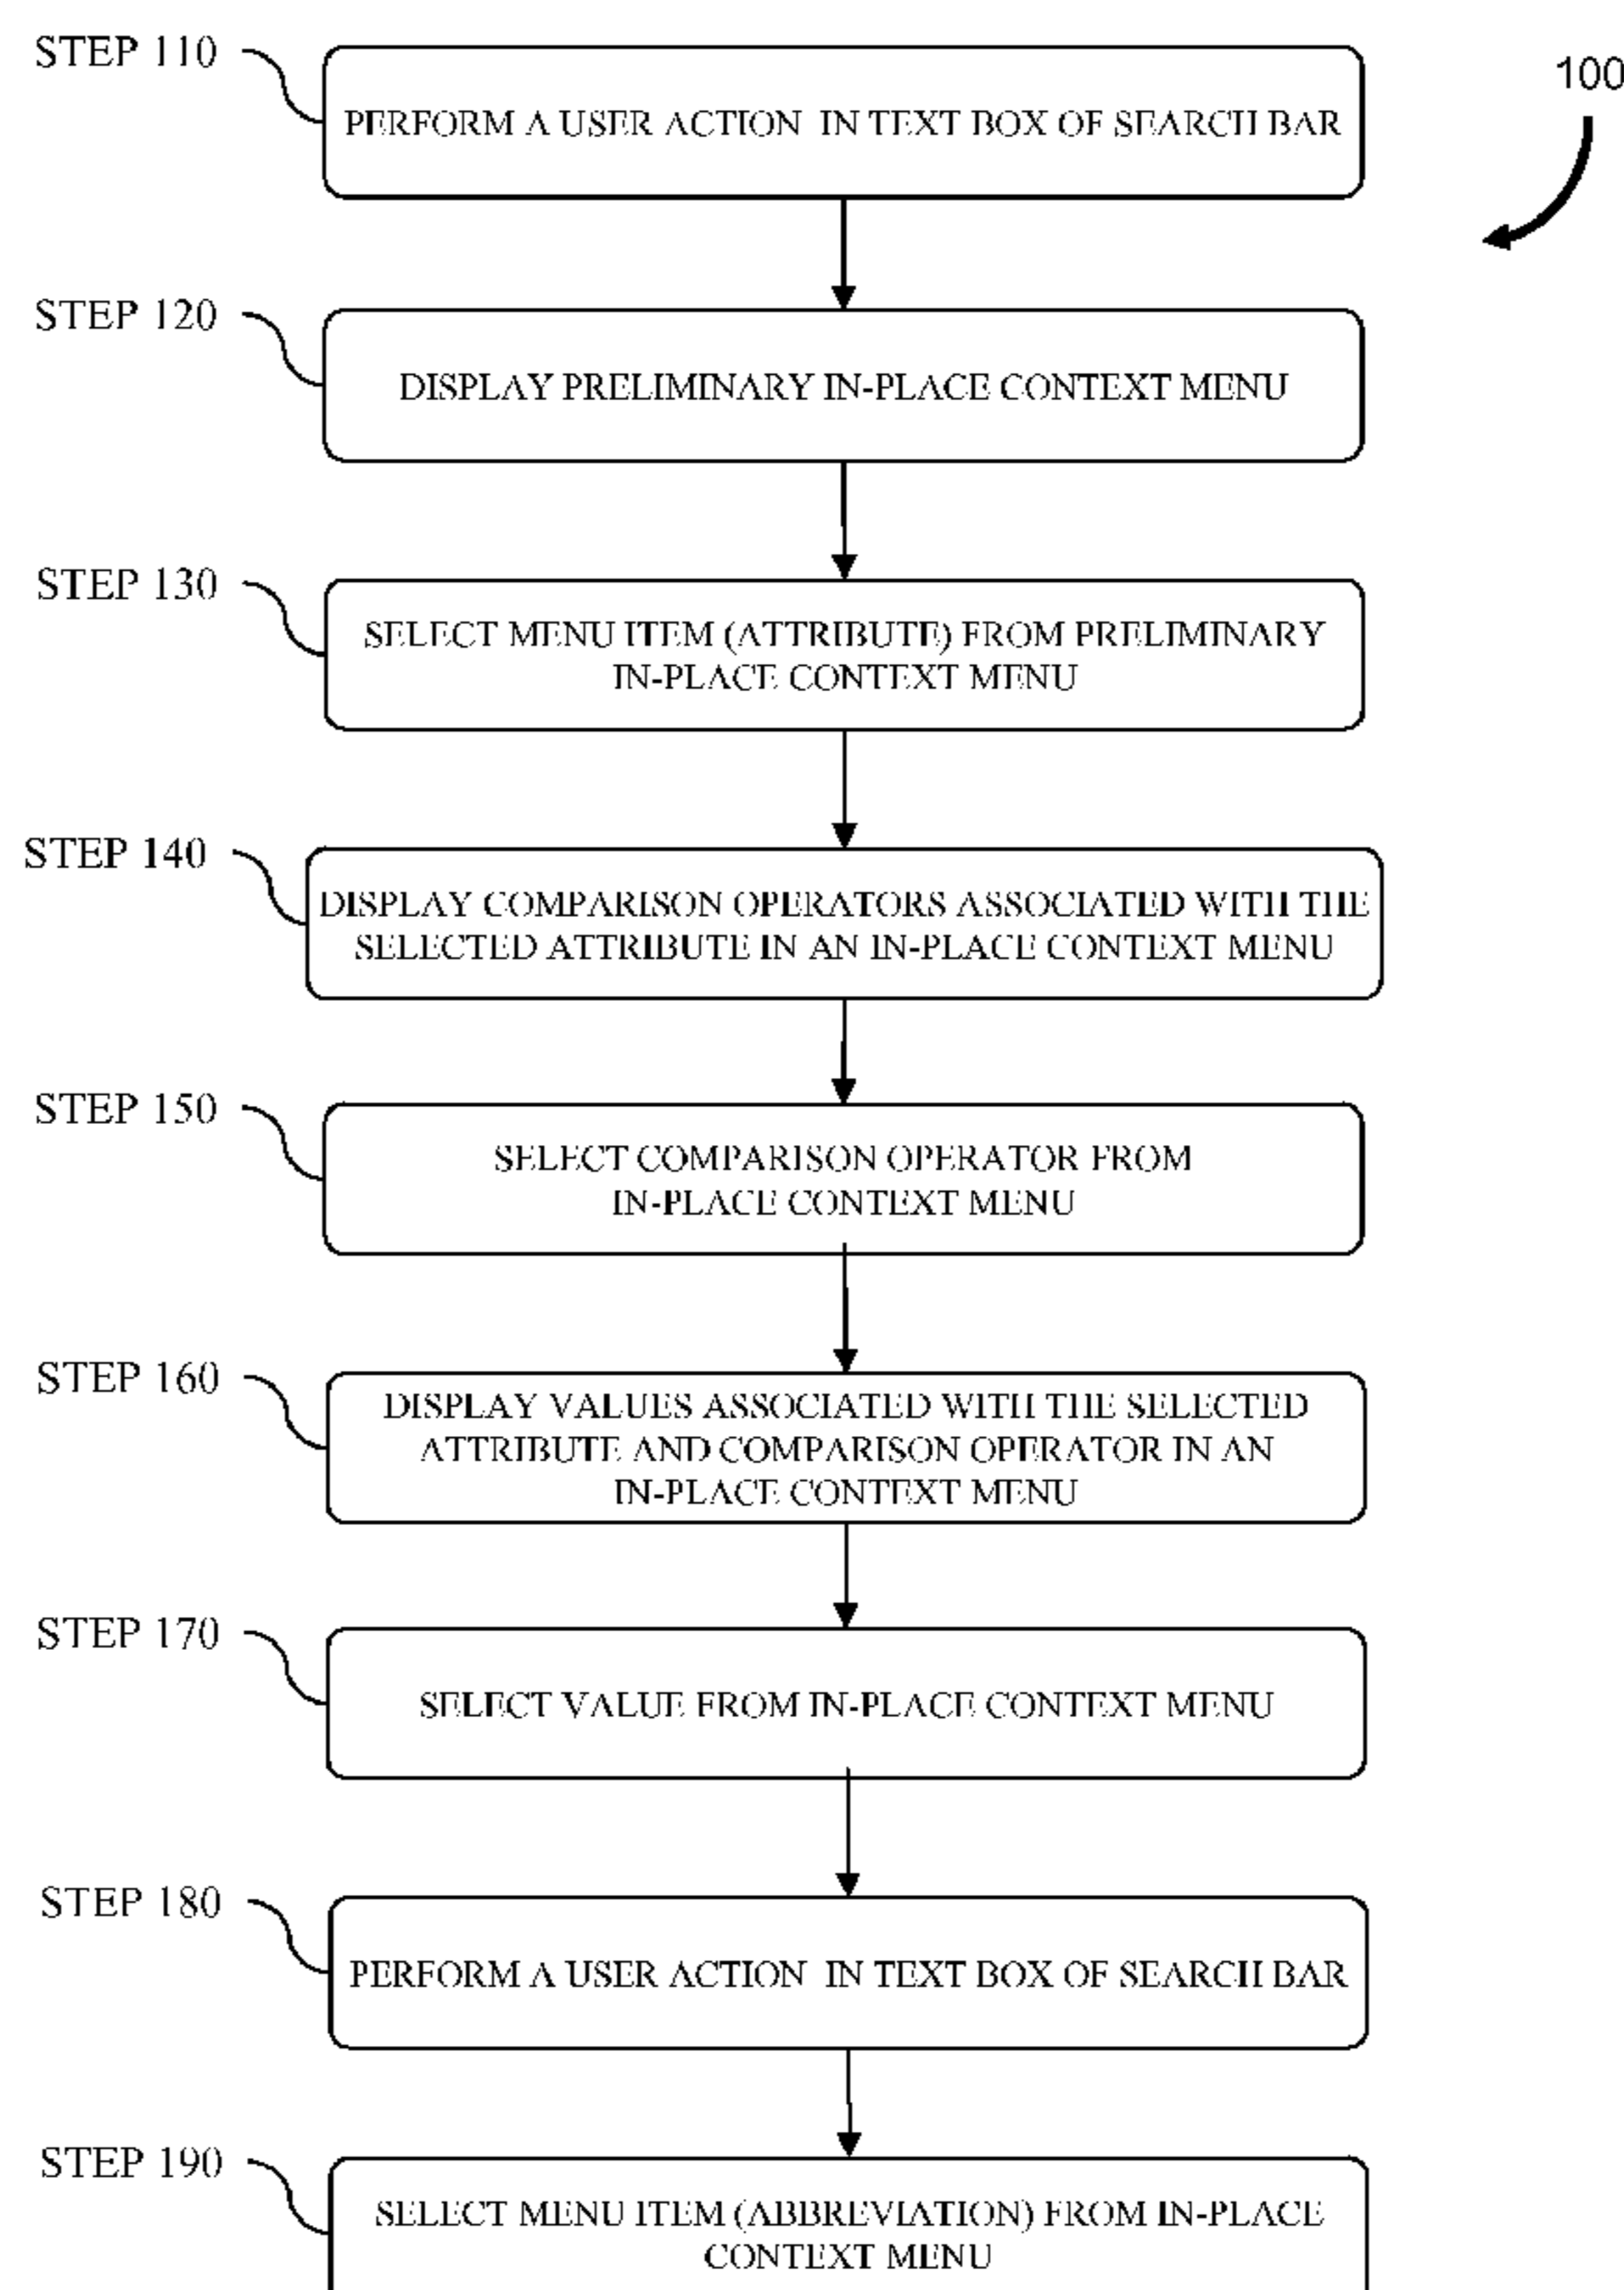 STEP 110
100
PERFORM A USER ACTION IN TEXT BOX OF SEARCH BAR
STEP 120
DISPLAY PRELIMINARY IN-PLACE CONTEXT MENU
STEP 130
SELECT MENU ITEM (ATTRIBUTE) FROM PRELIMINARY
IN-PLACE CONTEXT MENU
STEP 140
DISPLAY COMPARISON OPERATORS ASSOCIATED WITH THE
SELECTED ATTRIBUTE IN AN IN-PLACE CONTEXT MENU
STEP 150
SELECT COMPARISON OPERATOR FROM
IN-PLACE CONTEXT MENU
STEP 160
DISPLAY VALUES ASSOCIATED WITH THE SELECTED
ATTRIBUTE AND COMPARISON OPERATOR IN AN
IN-PLACE CONTEXT MENU
STEP 170
SELECT VALUE FROM IN-PLACE CONTEXT MENU
STEP 180
PERFORM A USER ACTION IN TEXT BOX OF SEARCH BAR
STEP 190
SELECT MENU ITEM (ABBREVIATION) FROM IN-PLACE
CONTEXT MENU